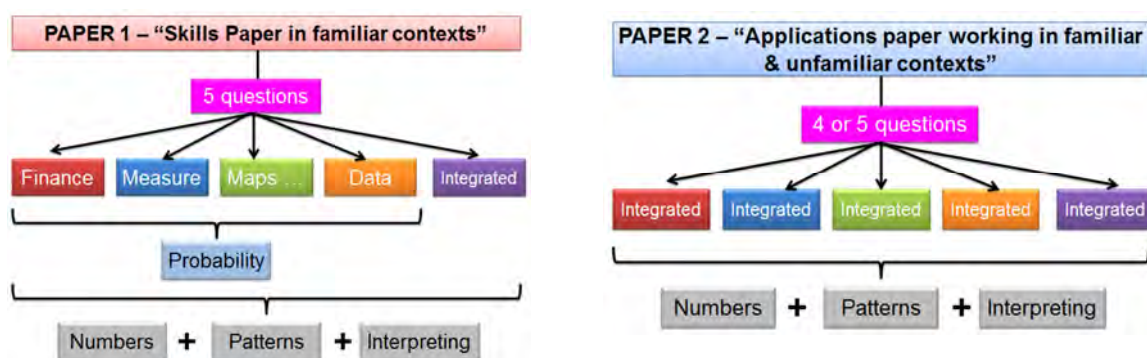 PAPER 1 – “Skills Paper in familiar contexts”
5 questions
Finance
Measure
Maps …
Data
Integrated
Probability
Numbers + Patterns + Interpreting
PAPER 2 – “Applications paper working in familiar
& unfamiliar contexts”
4 or 5 questions
Integrated
Integrated
Integrated
Integrated
Integrated
Numbers + Patterns + Interpreting